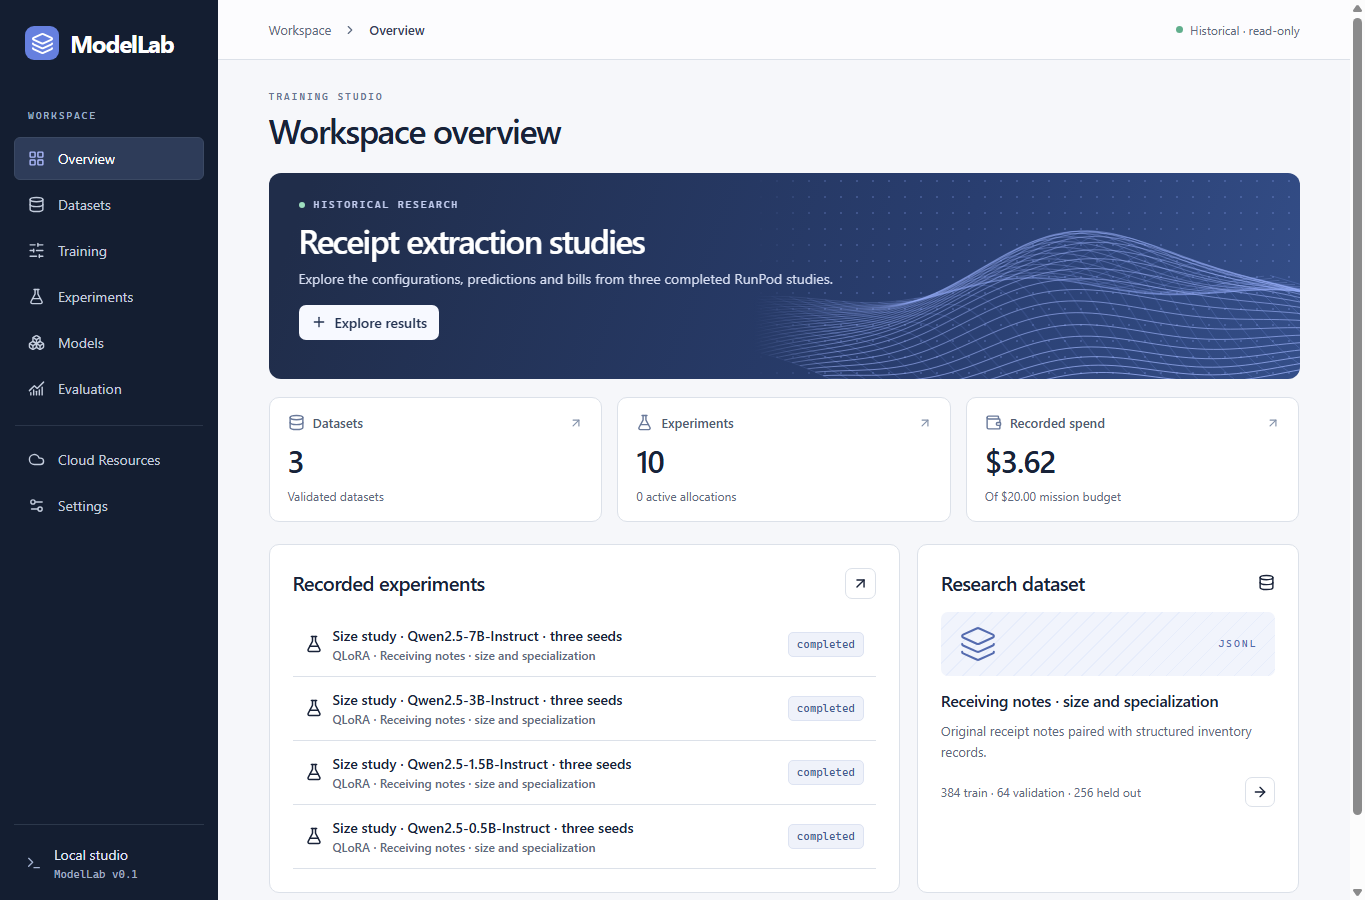 ModelLab
WORKSPACE
Overview
Datasets
Training
Experiments
Models
Evaluation
Cloud Resources
Settings
Local studio
ModelLab v0.1
Workspace
Overview
Historical · read-only
TRAINING STUDIO
Workspace overview
HISTORICAL RESEARCH
Receipt extraction studies
Explore the configurations, predictions and bills from three completed RunPod studies.
Explore results
Datasets
3
Validated datasets
Experiments
10
0 active allocations
Recorded spend
$3.62
Of $20.00 mission budget
Recorded experiments
Size study · Qwen2.5-7B-Instruct · three seeds
QLoRA · Receiving notes · size and specialization
completed
Size study · Qwen2.5-3B-Instruct · three seeds
QLoRA · Receiving notes · size and specialization
completed
Size study · Qwen2.5-1.5B-Instruct · three seeds
QLoRA · Receiving notes · size and specialization
completed
Size study · Qwen2.5-0.5B-Instruct · three seeds
QLoRA · Receiving notes · size and specialization
completed
Research dataset
JSONL
Receiving notes · size and specialization
Original receipt notes paired with structured inventory
records.
384 train · 64 validation · 256 held out